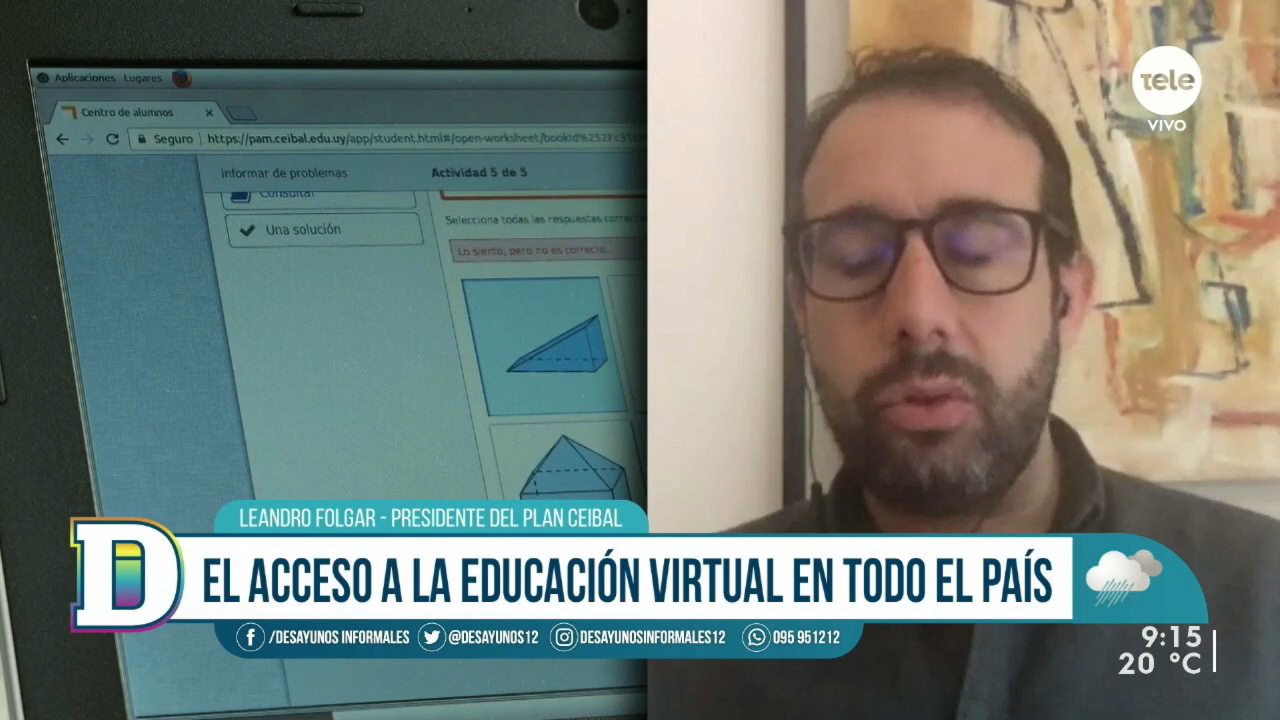 Aplicaciones Lugares
Centro de alumnos
Seguro https://pam.ceibal.edu.uy/app/student.html#/open-worksheet/bookId%252Fc31
Informar de problemas
Actividad 5 de 5
Consultar
Selecciona todas las respuestas
Una solución
Lo siento, pero no es correcto.
tele
VIVO
LEANDRO FOLGAR - PRESIDENTE DEL PLAN CEIBAL
D
EL ACCESO A LA EDUCACIÓN VIRTUAL EN TODO EL PAÍS
/DESAYUNOS INFORMALES @DESAYUNOS12 DESAYUNOSINFORMALES12 095 951212
9:15
20 °C